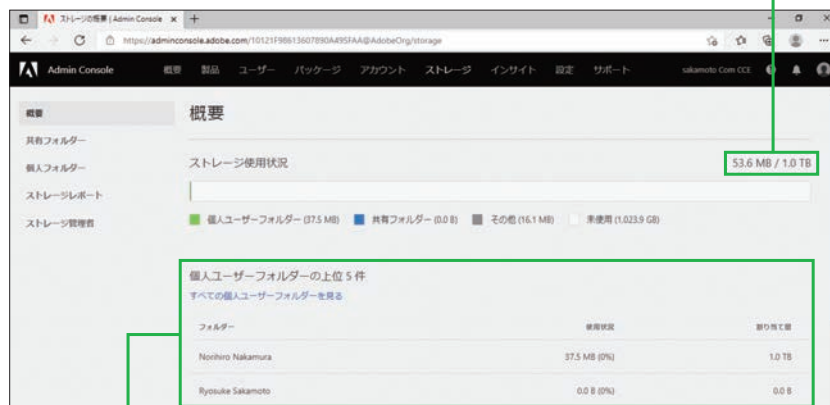 ストレージの概要 | Admin Console
https://adminconsole.adobe.com/10121F98613607890A495FAA@AdobeOrg/storage
Admin Console 概要 製品 ユーザー パッケージ アカウント ストレージ インサイト 設定 サポート sakamoto Com CCE
概要
共有フォルダー
個人フォルダー
ストレージレポート
ストレージ管理者
概要
ストレージ使用状況 53.6 MB / 1.0 TB
個人ユーザーフォルダー (37.5 MB) 共有フォルダー (0.0 B) その他 (16.1 MB) 未使用 (1,023.9 GB)
個人ユーザーフォルダーの上位 5 件
すべての個人ユーザーフォルダーを見る
フォルダー 使用状況 割り当て量
Norihiro Nakamura 37.5 MB (0%) 1.0 TB
Ryosuke Sakamoto 0.0 B (0%) 0.0 B